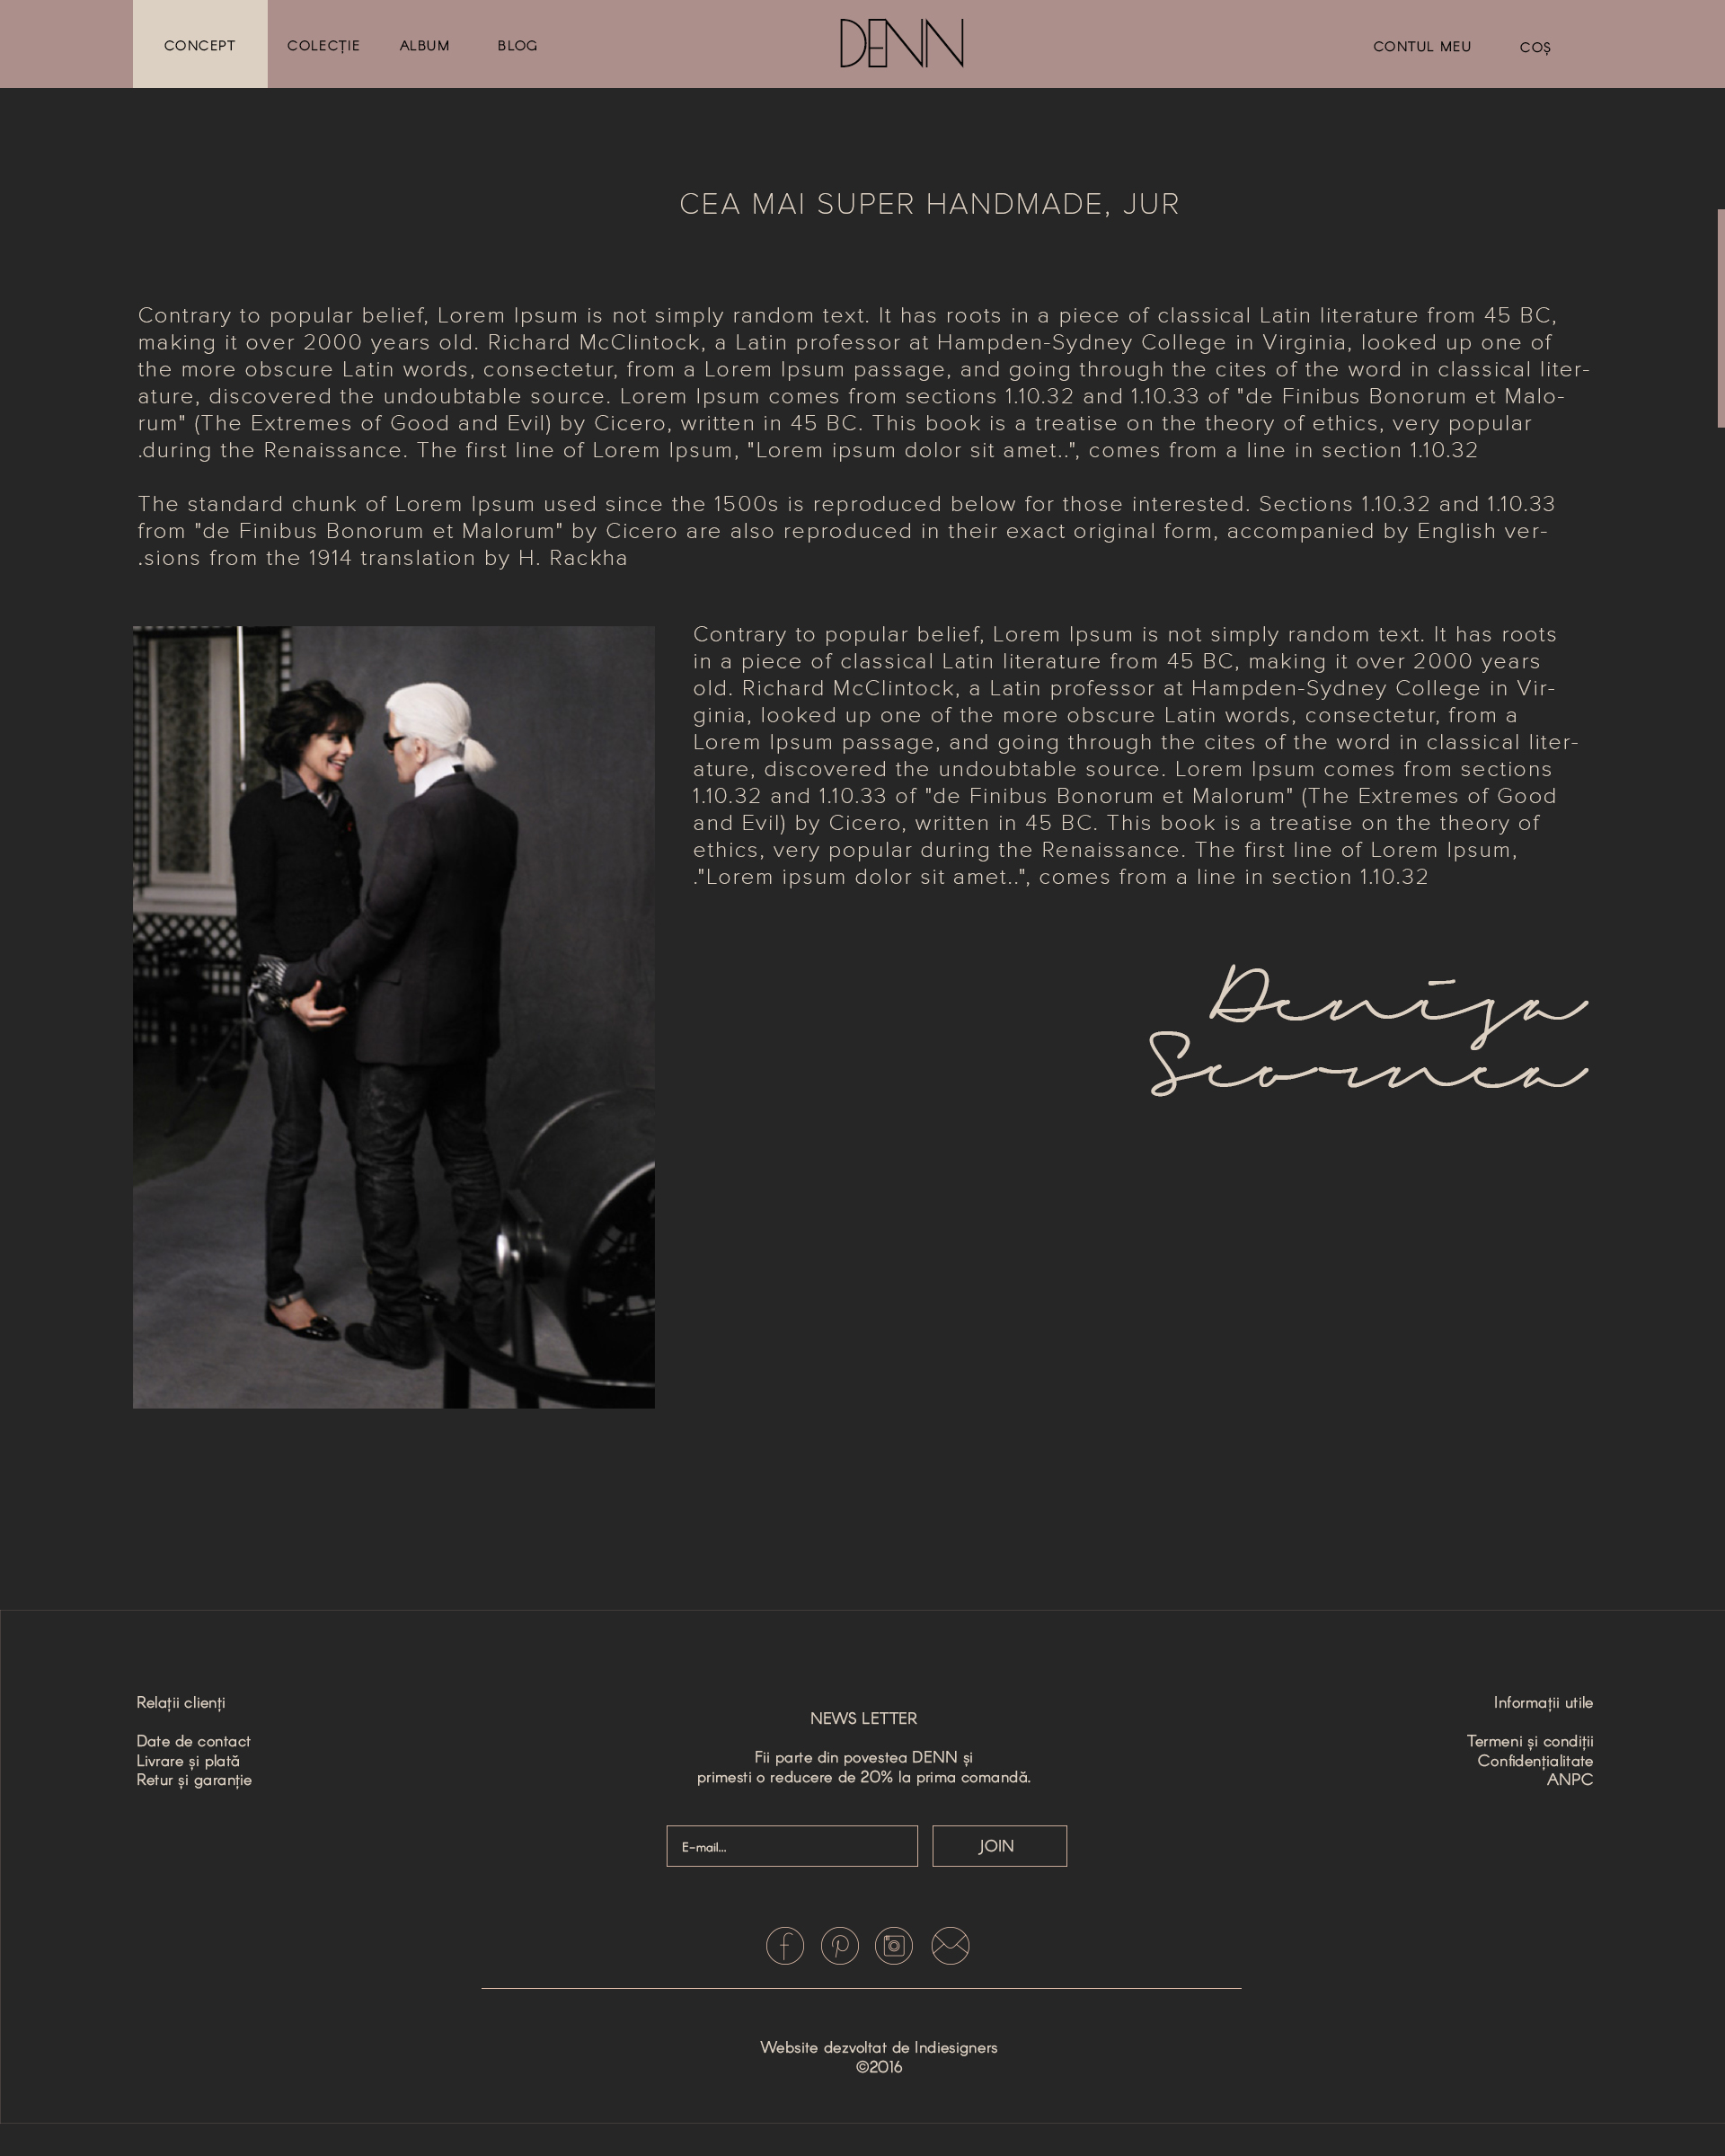 CONCEPT COLECȚIE ALBUM BLOG DENN CONTUL MEU COȘ
CEA MAI SUPER HANDMADE, JUR
Contrary to popular belief, Lorem Ipsum is not simply random text. It has roots in a piece of classical Latin literature from 45 BC,
making it over 2000 years old. Richard McClintock, a Latin professor at Hampden-Sydney College in Virginia, looked up one of
the more obscure Latin words, consectetur, from a Lorem Ipsum passage, and going through the cites of the word in classical liter-
ature, discovered the undoubtable source. Lorem Ipsum comes from sections 1.10.32 and 1.10.33 of "de Finibus Bonorum et Malo-
rum" (The Extremes of Good and Evil) by Cicero, written in 45 BC. This book is a treatise on the theory of ethics, very popular
.during the Renaissance. The first line of Lorem Ipsum, "Lorem ipsum dolor sit amet..", comes from a line in section 1.10.32
The standard chunk of Lorem Ipsum used since the 1500s is reproduced below for those interested. Sections 1.10.32 and 1.10.33
from "de Finibus Bonorum et Malorum" by Cicero are also reproduced in their exact original form, accompanied by English ver-
.sions from the 1914 translation by H. Rackha
Contrary to popular belief, Lorem Ipsum is not simply random text. It has roots
in a piece of classical Latin literature from 45 BC, making it over 2000 years
old. Richard McClintock, a Latin professor at Hampden-Sydney College in Vir-
ginia, looked up one of the more obscure Latin words, consectetur, from a
Lorem Ipsum passage, and going through the cites of the word in classical liter-
ature, discovered the undoubtable source. Lorem Ipsum comes from sections
1.10.32 and 1.10.33 of "de Finibus Bonorum et Malorum" (The Extremes of Good
and Evil) by Cicero, written in 45 BC. This book is a treatise on the theory of
ethics, very popular during the Renaissance. The first line of Lorem Ipsum,
."Lorem ipsum dolor sit amet..", comes from a line in section 1.10.32
Denisa
Scornea
Relații clienți
Date de contact
Livrare și plată
Retur și garanție
NEWS LETTER
Fii parte din povestea DENN și
primesti o reducere de 20% la prima comandă.
E-mail...
JOIN
Informații utile
Termeni și condiții
Confidențialitate
ANPC
Website dezvoltat de Indiesigners
©2016